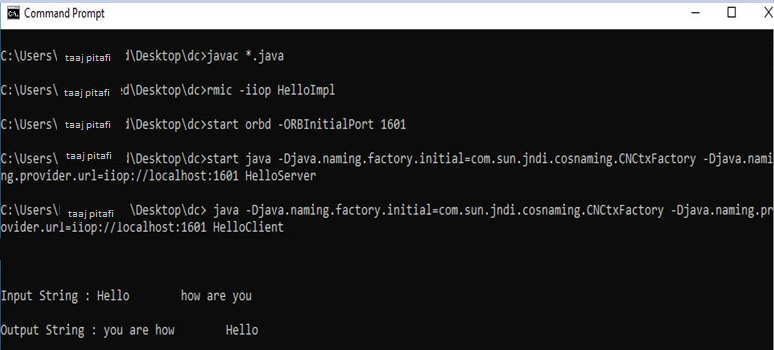 Command Prompt
C:\Users\ taaj pitafi d\Desktop\dc>javac *.java
C:\Users\ taaj pitafi ed\Desktop\dc>rmic -iiop HelloImpl
C:\Users\ taaj pitafi d\Desktop\dc>start orbd -ORBInitialPort 1601
C:\Users\ taaj pitafi d\Desktop\dc>start java -Djava.naming.factory.initial=com.sun.jndi.cosnaming.CNCtxFactory -Djava.nami
ng.provider.url=iiop://localhost:1601 HelloServer
C:\Users\ taaj pitafi \Desktop\dc> java -Djava.naming.factory.initial=com.sun.jndi.cosnaming.CNCtxFactory -Djava.naming.pr
ovider.url=iiop://localhost:1601 HelloClient
Input String : Hello how are you
Output String : you are how Hello